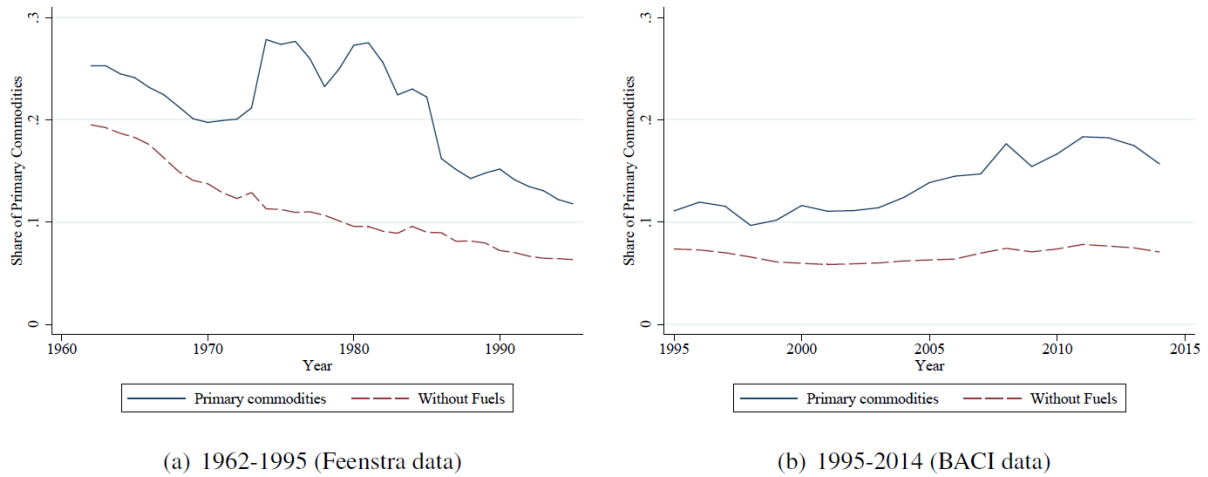 Share of Primary Commodities
0 .1 .2 .3
1960 1970 1980 1990
Year
Primary commodities Without Fuels
(a) 1962-1995 (Feenstra data)
Share of Primary Commodities
0 .1 .2 .3
1995 2000 2005 2010 2015
Year
Primary commodities Without Fuels
(b) 1995-2014 (BACI data)